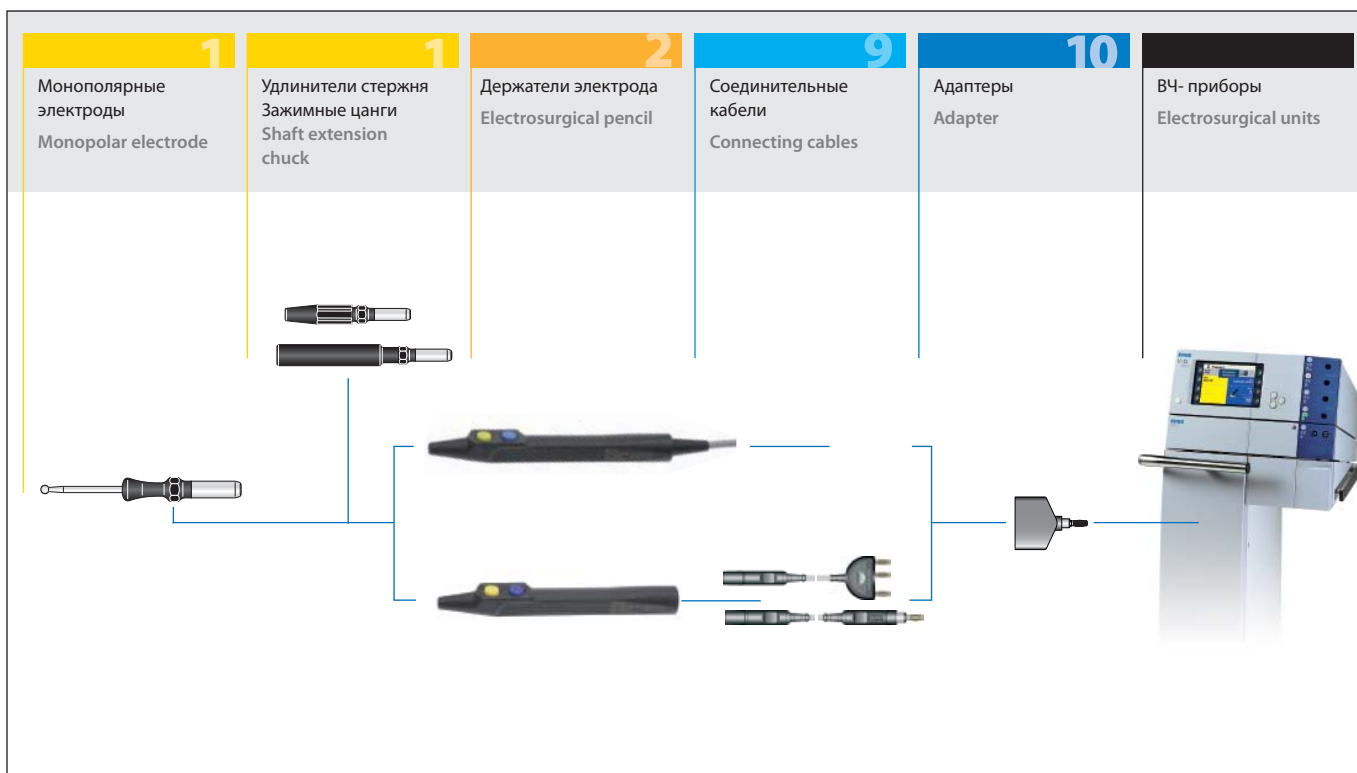 1
Монополярные
электроды
Monopolar electrode
1
Удлинители стержня
Зажимные цанги
Shaft extension
chuck
2
Держатели электрода
Electrosurgical pencil
9
Соединительные
кабели
Connecting cables
10
Адаптеры
Adapter
ВЧ- приборы
Electrosurgical units